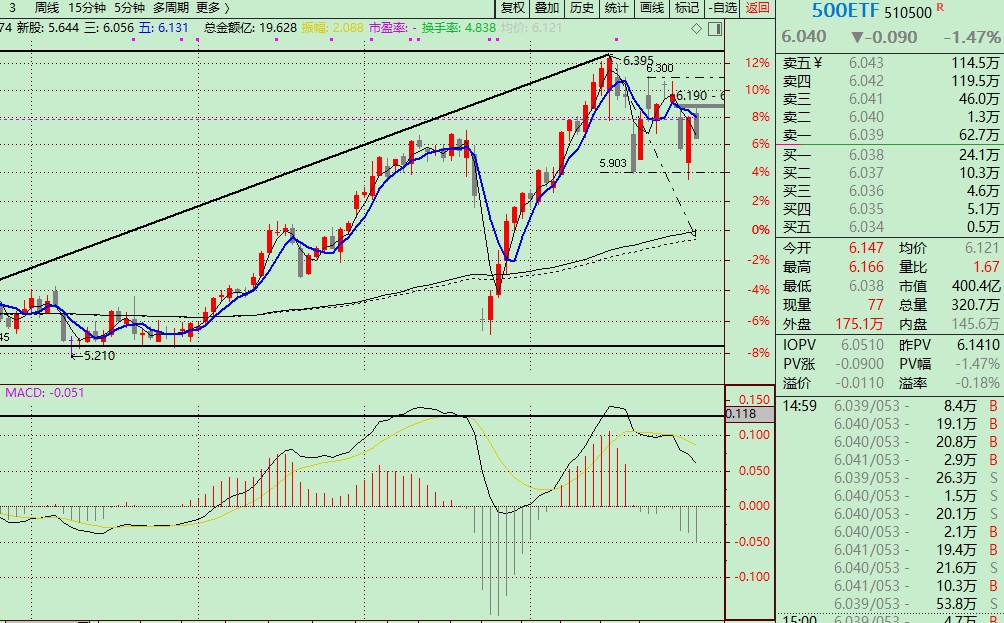 3 周线 15分钟 5分钟 多周期 更多 〉 复权 叠加 历史 统计 画线 标记 -自选 返回
74 新股: 5.644 三: 6.056 五: 6.131 总金额亿: 19.628 振幅: 2.088 市盈率: - 换手率: 4.838 均价: 6.121
6.395
6.300
6.190 - 6
5.903
45
5.210
12%
10%
8%
6%
4%
2%
0%
-2%
-4%
-6%
-8%
MACD: -0.051
0.150
0.118
0.100
0.050
0.000
-0.050
-0.100
500ETF 510500 R
6.040 ▼-0.090 -1.47%
卖五 ¥ 6.043 114.5万
卖四 6.042 119.5万
卖三 6.041 46.0万
卖二 6.040 1.3万
卖一 6.039 62.7万
买一 6.038 24.1万
买二 6.037 10.3万
买三 6.036 4.6万
买四 6.035 5.1万
买五 6.034 0.5万
今开 6.147 均价 6.121
最高 6.166 量比 1.67
最低 6.038 市值 400.4亿
现量 77 总量 320.7万
外盘 175.1万 内盘 145.6万
IOPV 6.0510 昨PV 6.1410
PV涨 -0.0900 PV幅 -1.47%
溢价 -0.0110 溢率 -0.18%
14:59 6.039/053 - 8.4万 B
6.040/053 - 19.1万 B
6.040/053 - 20.8万 B
6.041/053 - 2.9万 B
6.039/053 - 26.3万 S
6.040/053 - 1.5万 S
6.040/053 - 20.1万 S
6.040/053 - 2.1万 B
6.041/053 - 19.4万 B
6.040/053 - 21.6万 S
6.041/053 - 10.3万 B
6.039/053 - 53.8万 S
15:00 6.039/053 - 4.7万 B